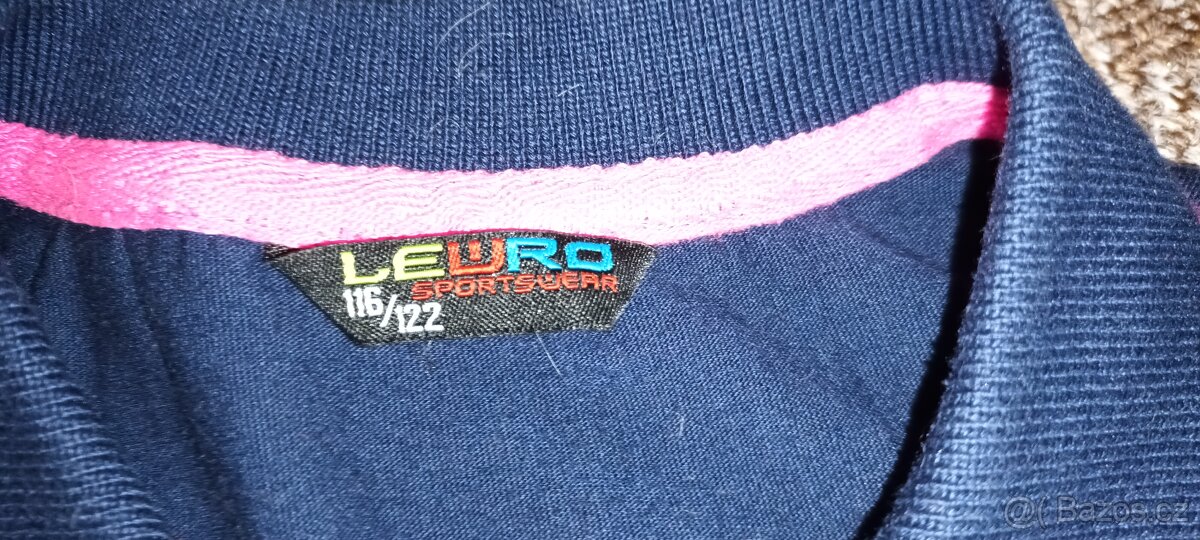 LEWRO
SPORTSWEAR
116/122
@( Bazos.cz